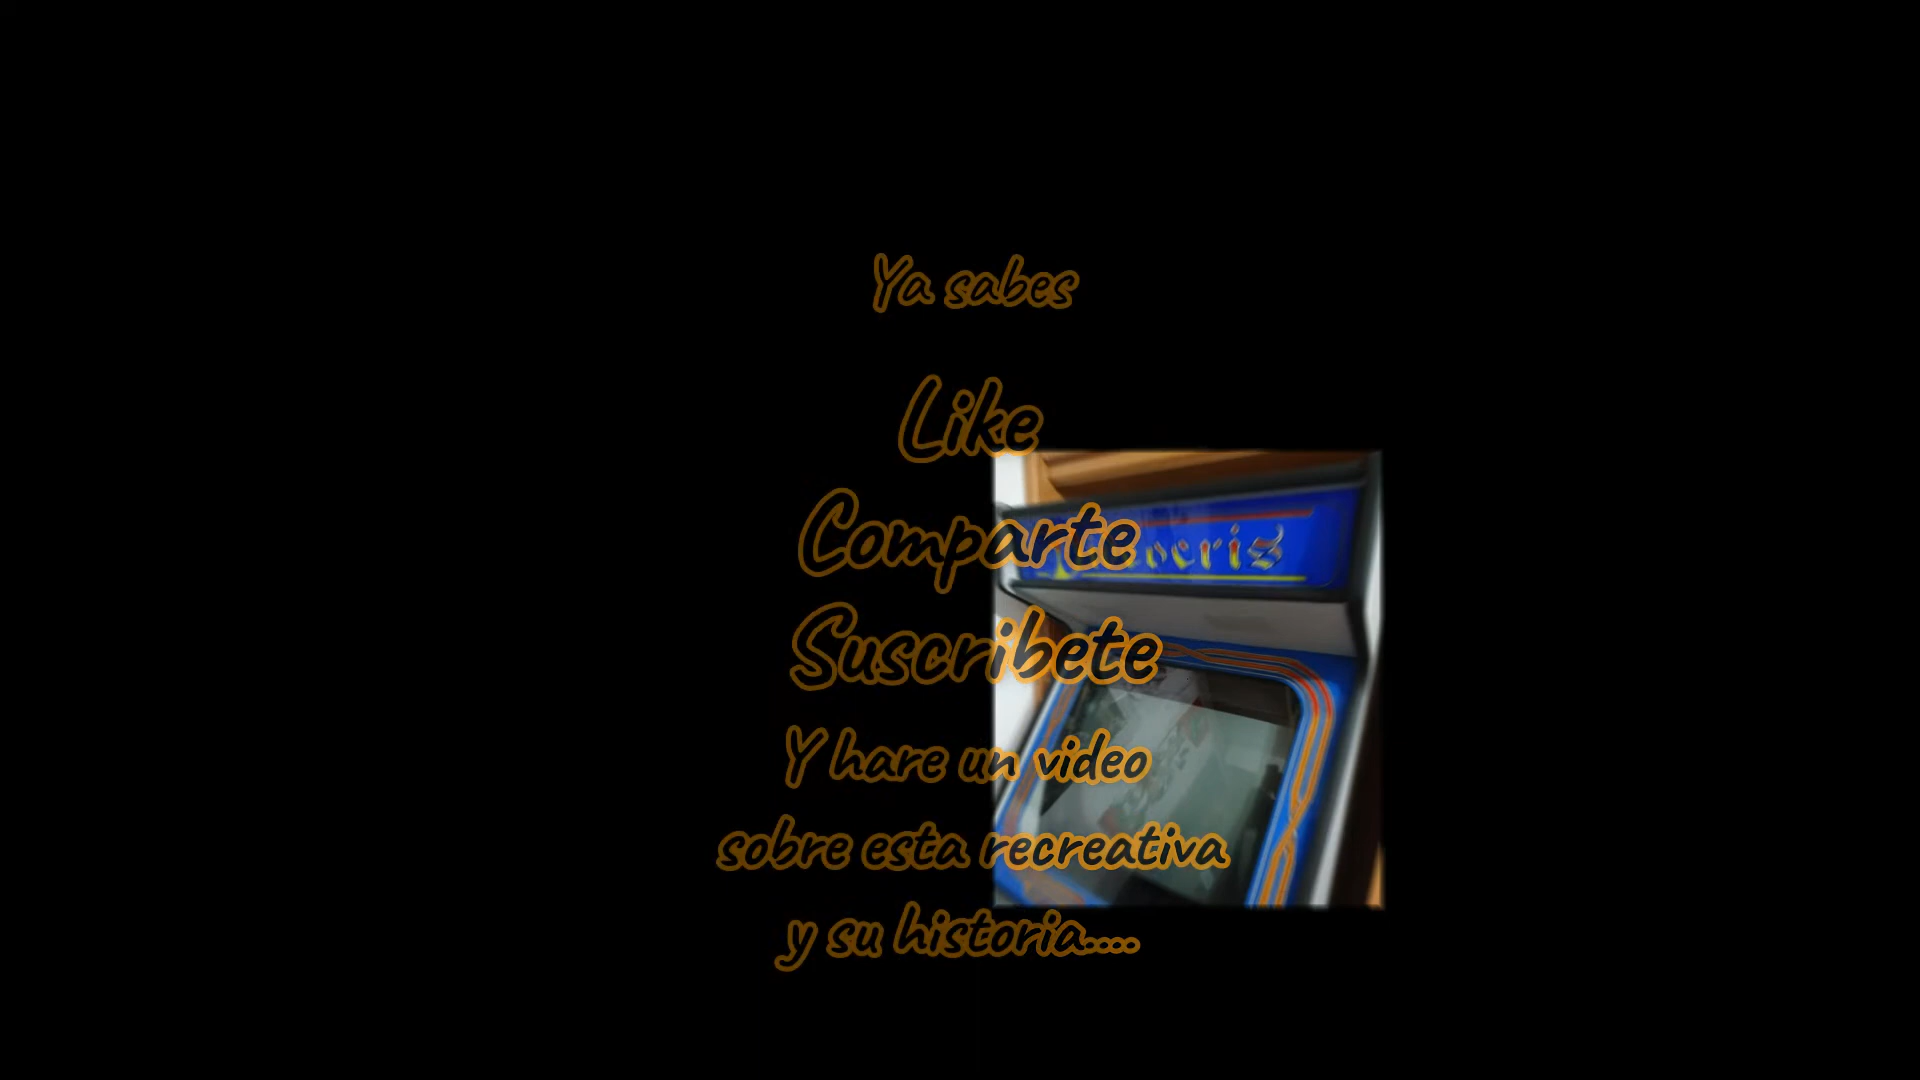 Ya sabes
Like
Comparte
Suscribete
Y hare un video
sobre esta recreativa
y su historia....